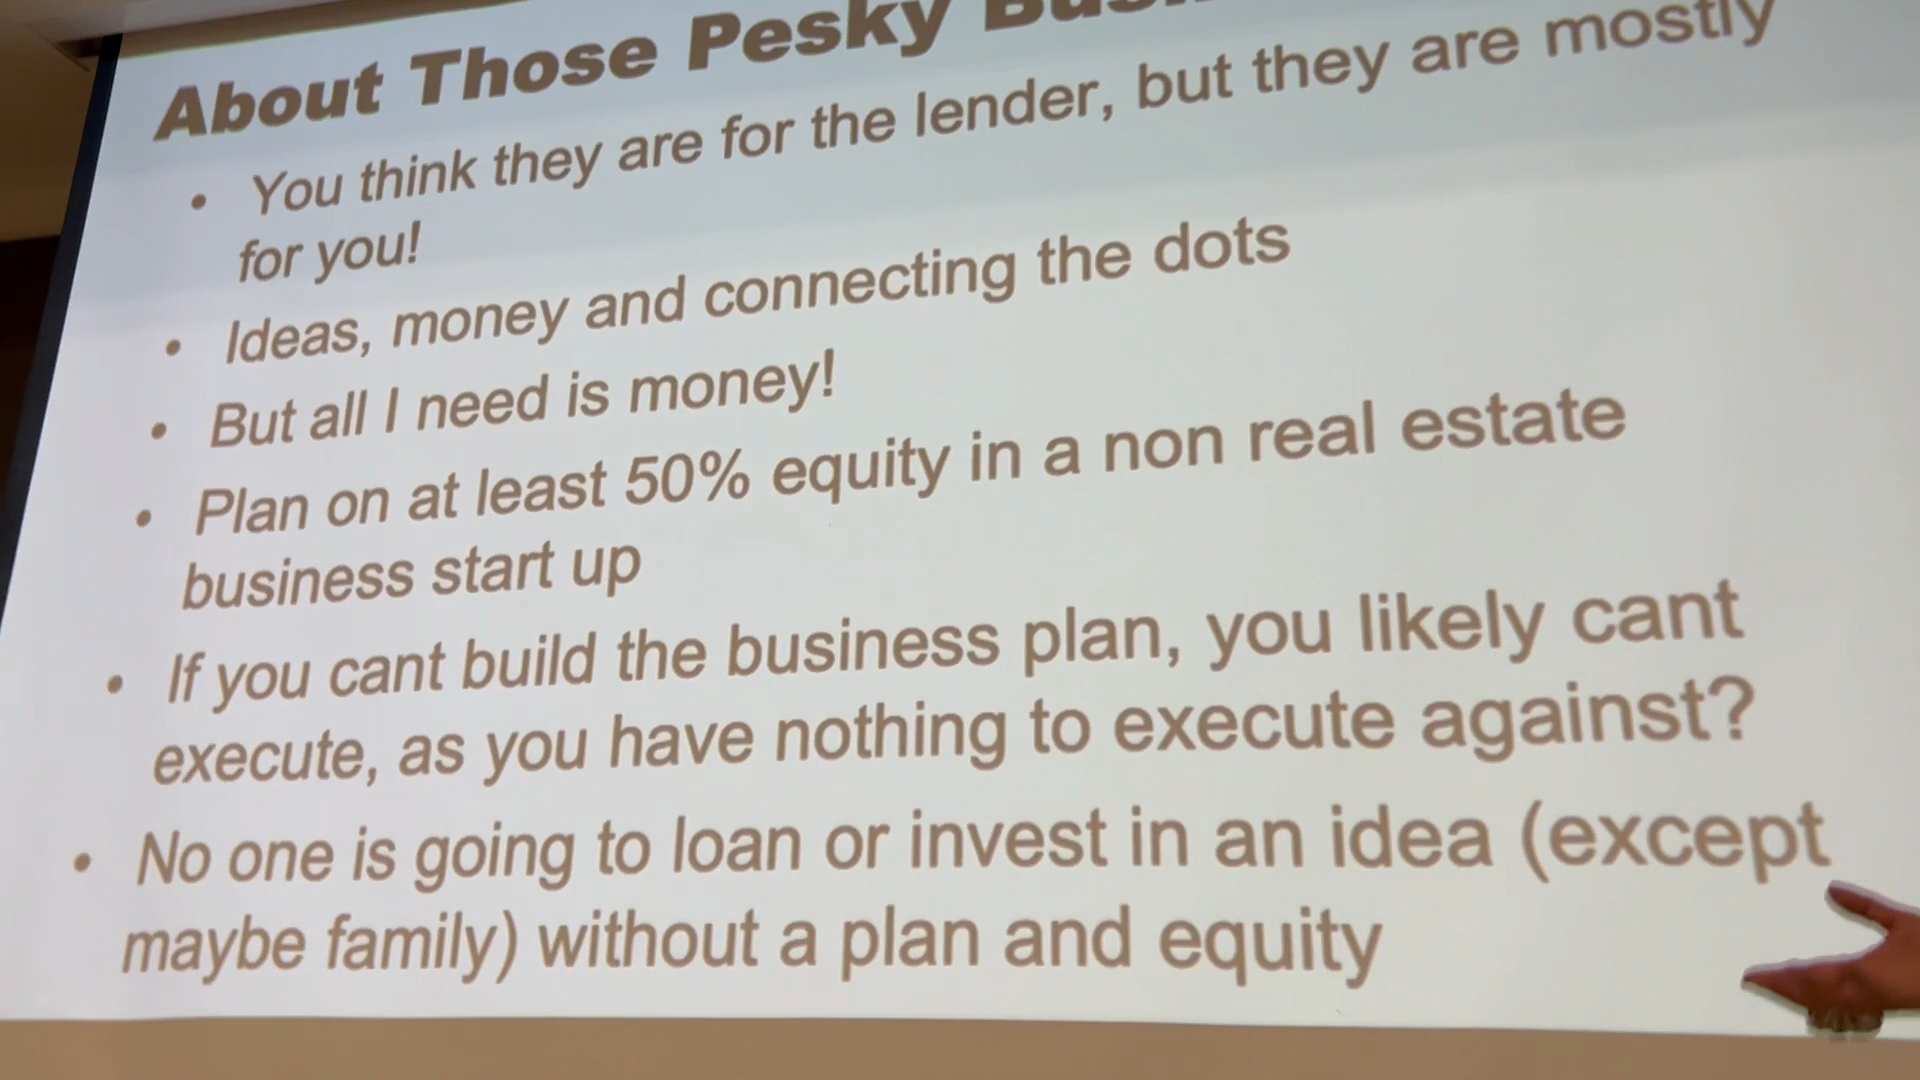 About Those Pesky
• You think they are for the lender, but they are mostly
for you!
• Ideas, money and connecting the dots
• But all I need is money!
• Plan on at least 50% equity in a non real estate
business start up
• If you cant build the business plan, you likely cant
execute, as you have nothing to execute against?
• No one is going to loan or invest in an idea (except
maybe family) without a plan and equity